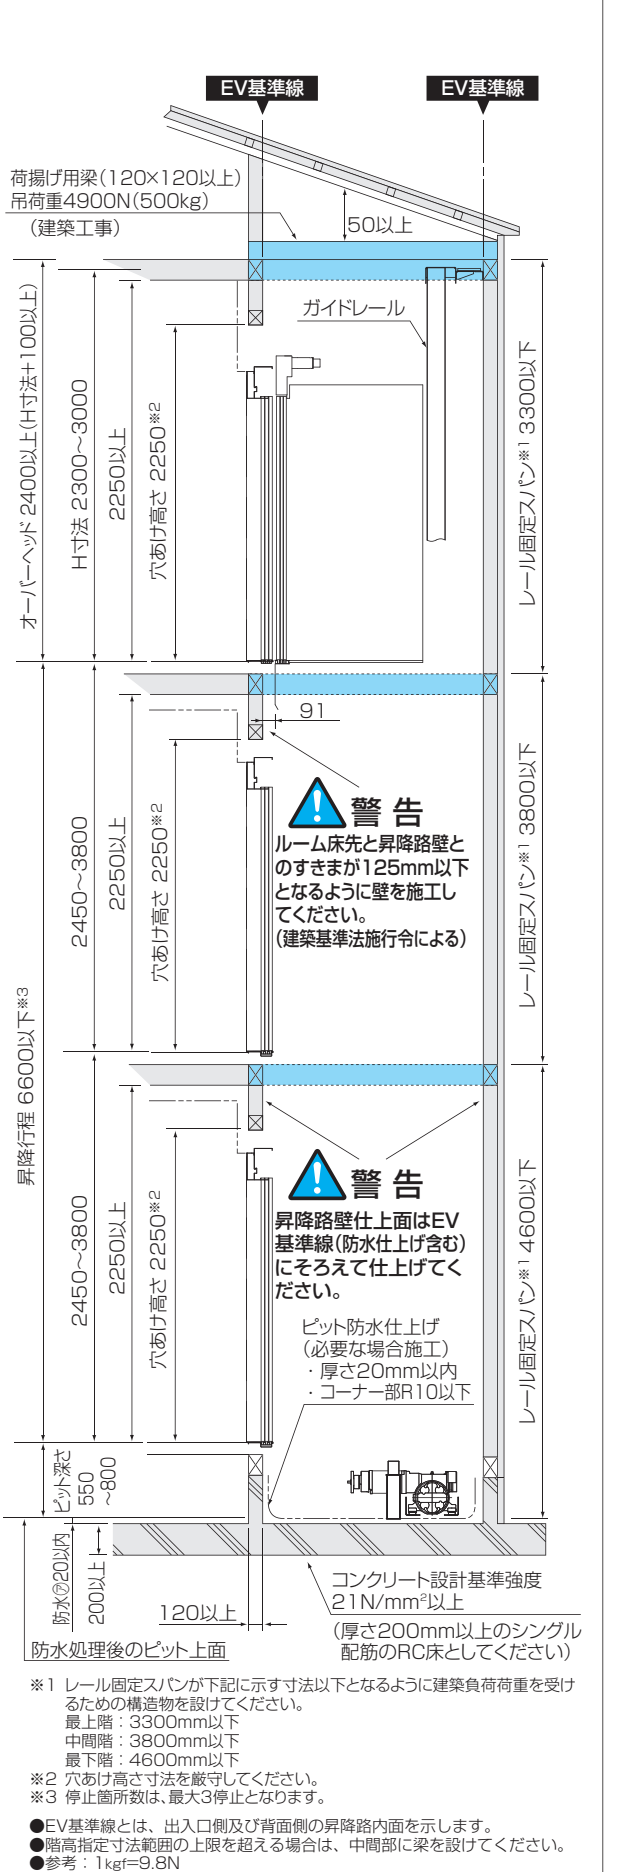 EV基準線
EV基準線
荷揚げ用梁(120×120以上)
吊荷重4900N(500kg)
(建築工事)
50以上
ガイドレール
オーバーヘッド 2400以上(H寸法+100以上)
H寸法 2300〜3000
2250以上
穴あけ高さ 2250※2
レール固定スパン※1 3300以下
91
警告
ルーム床先と昇降路壁と
のすきまが125mm以下
となるように壁を施工し
てください。
(建築基準法施行令による)
昇降行程 6600以下※3
2450〜3800
2250以上
穴あけ高さ 2250※2
レール固定スパン※1 3800以下
警告
昇降路壁仕上面はEV
基準線(防水仕上げ含む)
にそろえて仕上げてく
ださい。
2450〜3800
2250以上
穴あけ高さ 2250※2
レール固定スパン※1 4600以下
ピット防水仕上げ
(必要な場合施工)
・厚さ20mm以内
・コーナー部R10以下
ピット深さ
550
〜800
防水㋐20以内
200以上
120以上
コンクリート設計基準強度
21N/mm²以上
(厚さ200mm以上のシングル
配筋のRC床としてください)
防水処理後のピット上面
※1 レール固定スパンが下記に示す寸法以下となるように建築負荷荷重を受け
るための構造物を設けてください。
最上階：3300mm以下
中間階：3800mm以下
最下階：4600mm以下
※2 穴あけ高さ寸法を厳守してください。
※3 停止箇所数は、最大3停止となります。
●EV基準線とは、出入口側及び背面側の昇降路内面を示します。
●階高指定寸法範囲の上限を超える場合は、中間部に梁を設けてください。
●参考：1kgf=9.8N